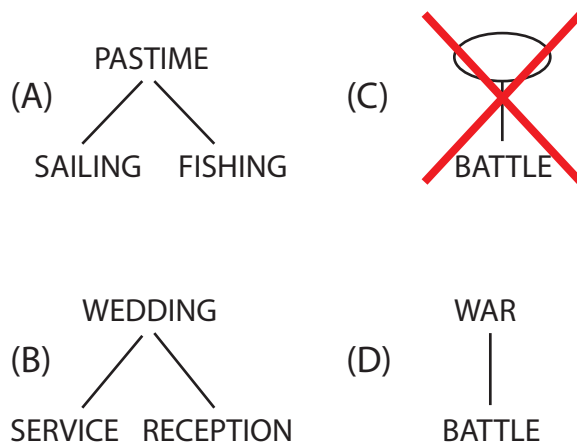 PASTIME
(A)
SAILING FISHING
(C)
BATTLE
WEDDING
(B)
SERVICE RECEPTION
WAR
(D)
BATTLE